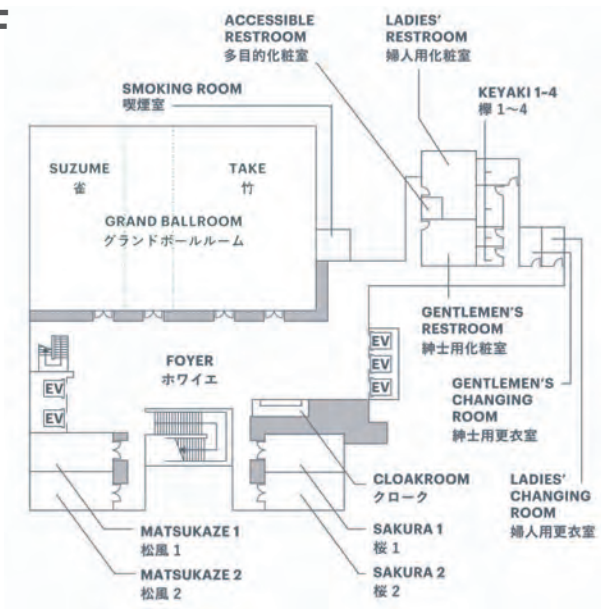 F
ACCESSIBLE
RESTROOM
多目的化粧室
LADIES'
RESTROOM
婦人用化粧室
SMOKING ROOM
喫煙室
KEYAKI 1-4
欅 1〜4
SUZUME
雀
TAKE
竹
GRAND BALLROOM
グランドボールルーム
GENTLEMEN'S
RESTROOM
紳士用化粧室
FOYER
ホワイエ
EV
EV
EV
EV
EV
GENTLEMEN'S
CHANGING
ROOM
紳士用更衣室
CLOAKROOM
クローク
LADIES'
CHANGING
ROOM
婦人用更衣室
MATSUKAZE 1
松風 1
SAKURA 1
桜 1
MATSUKAZE 2
松風 2
SAKURA 2
桜 2